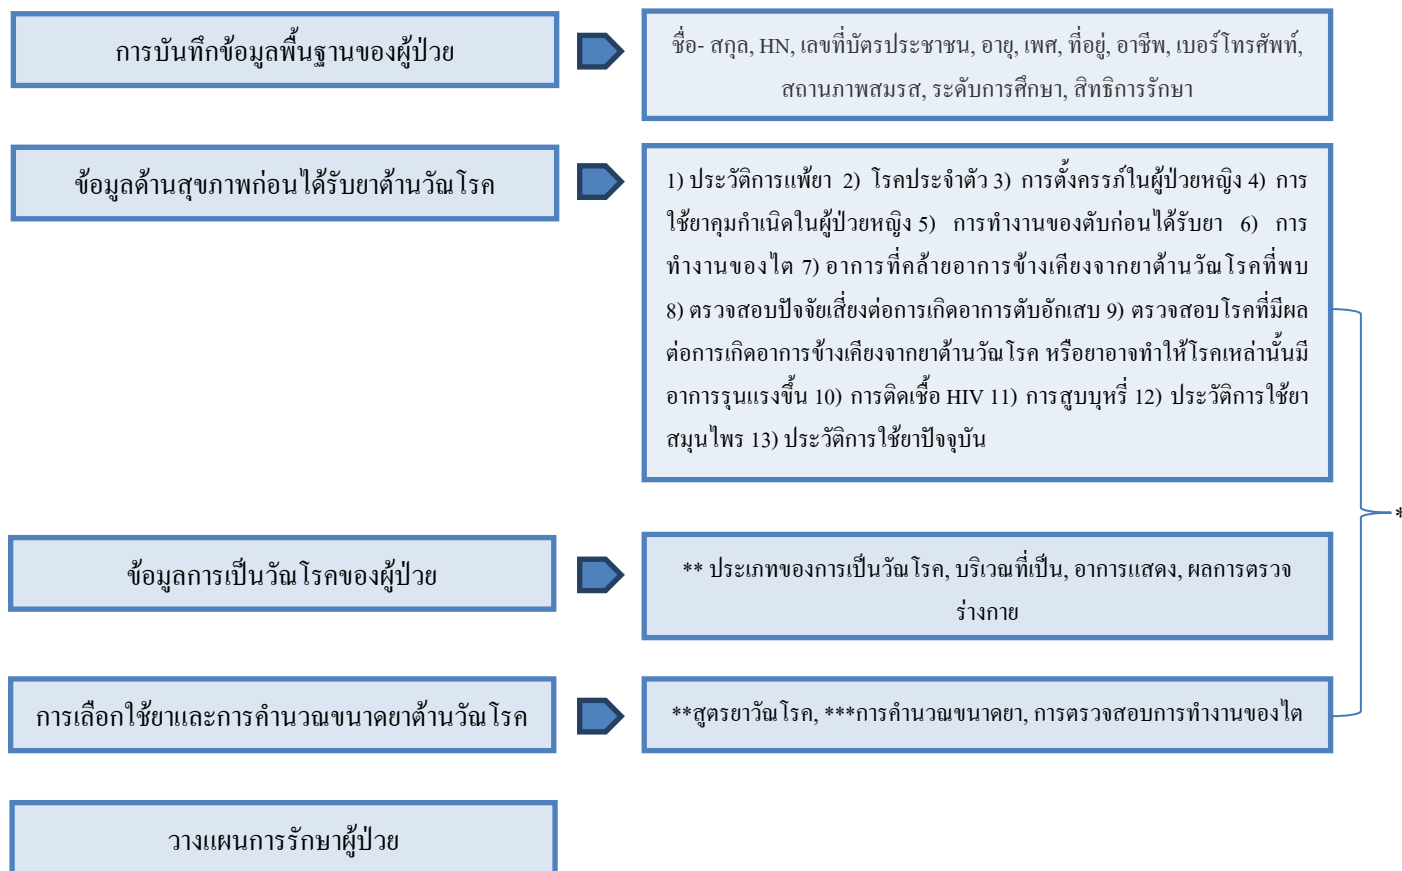 การบันทึกข้อมูลพื้นฐานของผู้ป่วย
ชื่อ- สกุล, HN, เลขที่บัตรประชาชน, อายุ, เพศ, ที่อยู่, อาชีพ, เบอร์โทรศัพท์,
สถานภาพสมรส, ระดับการศึกษา, สิทธิการรักษา
ข้อมูลด้านสุขภาพก่อนได้รับยาต้านวัณโรค
1) ประวัติการแพ้ยา 2) โรคประจำตัว 3) การตั้งครรภ์ในผู้ป่วยหญิง 4) การ
ใช้ยาคุมกำเนิดในผู้ป่วยหญิง 5) การทำงานของตับก่อนได้รับยา 6) การ
ทำงานของไต 7) อาการที่คล้ายอาการข้างเคียงจากยาต้านวัณโรคที่พบ
8) ตรวจสอบปัจจัยเสี่ยงต่อการเกิดอาการตับอักเสบ 9) ตรวจสอบโรคที่มีผล
ต่อการเกิดอาการข้างเคียงจากยาต้านวัณโรค หรือยาอาจทำให้โรคเหล่านั้นมี
อาการรุนแรงขึ้น 10) การติดเชื้อ HIV 11) การสูบบุหรี่ 12) ประวัติการใช้ยา
สมุนไพร 13) ประวัติการใช้ยาปัจจุบัน
*
ข้อมูลการเป็นวัณโรคของผู้ป่วย
** ประเภทของการเป็นวัณโรค, บริเวณที่เป็น, อาการแสดง, ผลการตรวจ
ร่างกาย
การเลือกใช้ยาและการคำนวณขนาดยาต้านวัณโรค
**สูตรยาวัณโรค, ***การคำนวณขนาดยา, การตรวจสอบการทำงานของไต
วางแผนการรักษาผู้ป่วย